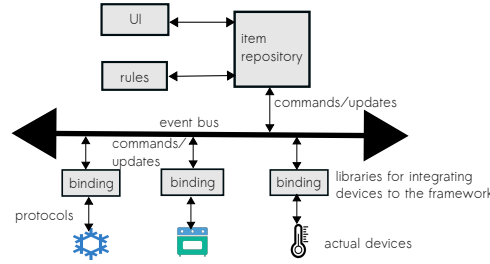 UI
item
repository
rules
commands/updates
event bus
commands/
updates
binding
binding
binding
libraries for integrating
devices to the framework
protocols
actual devices